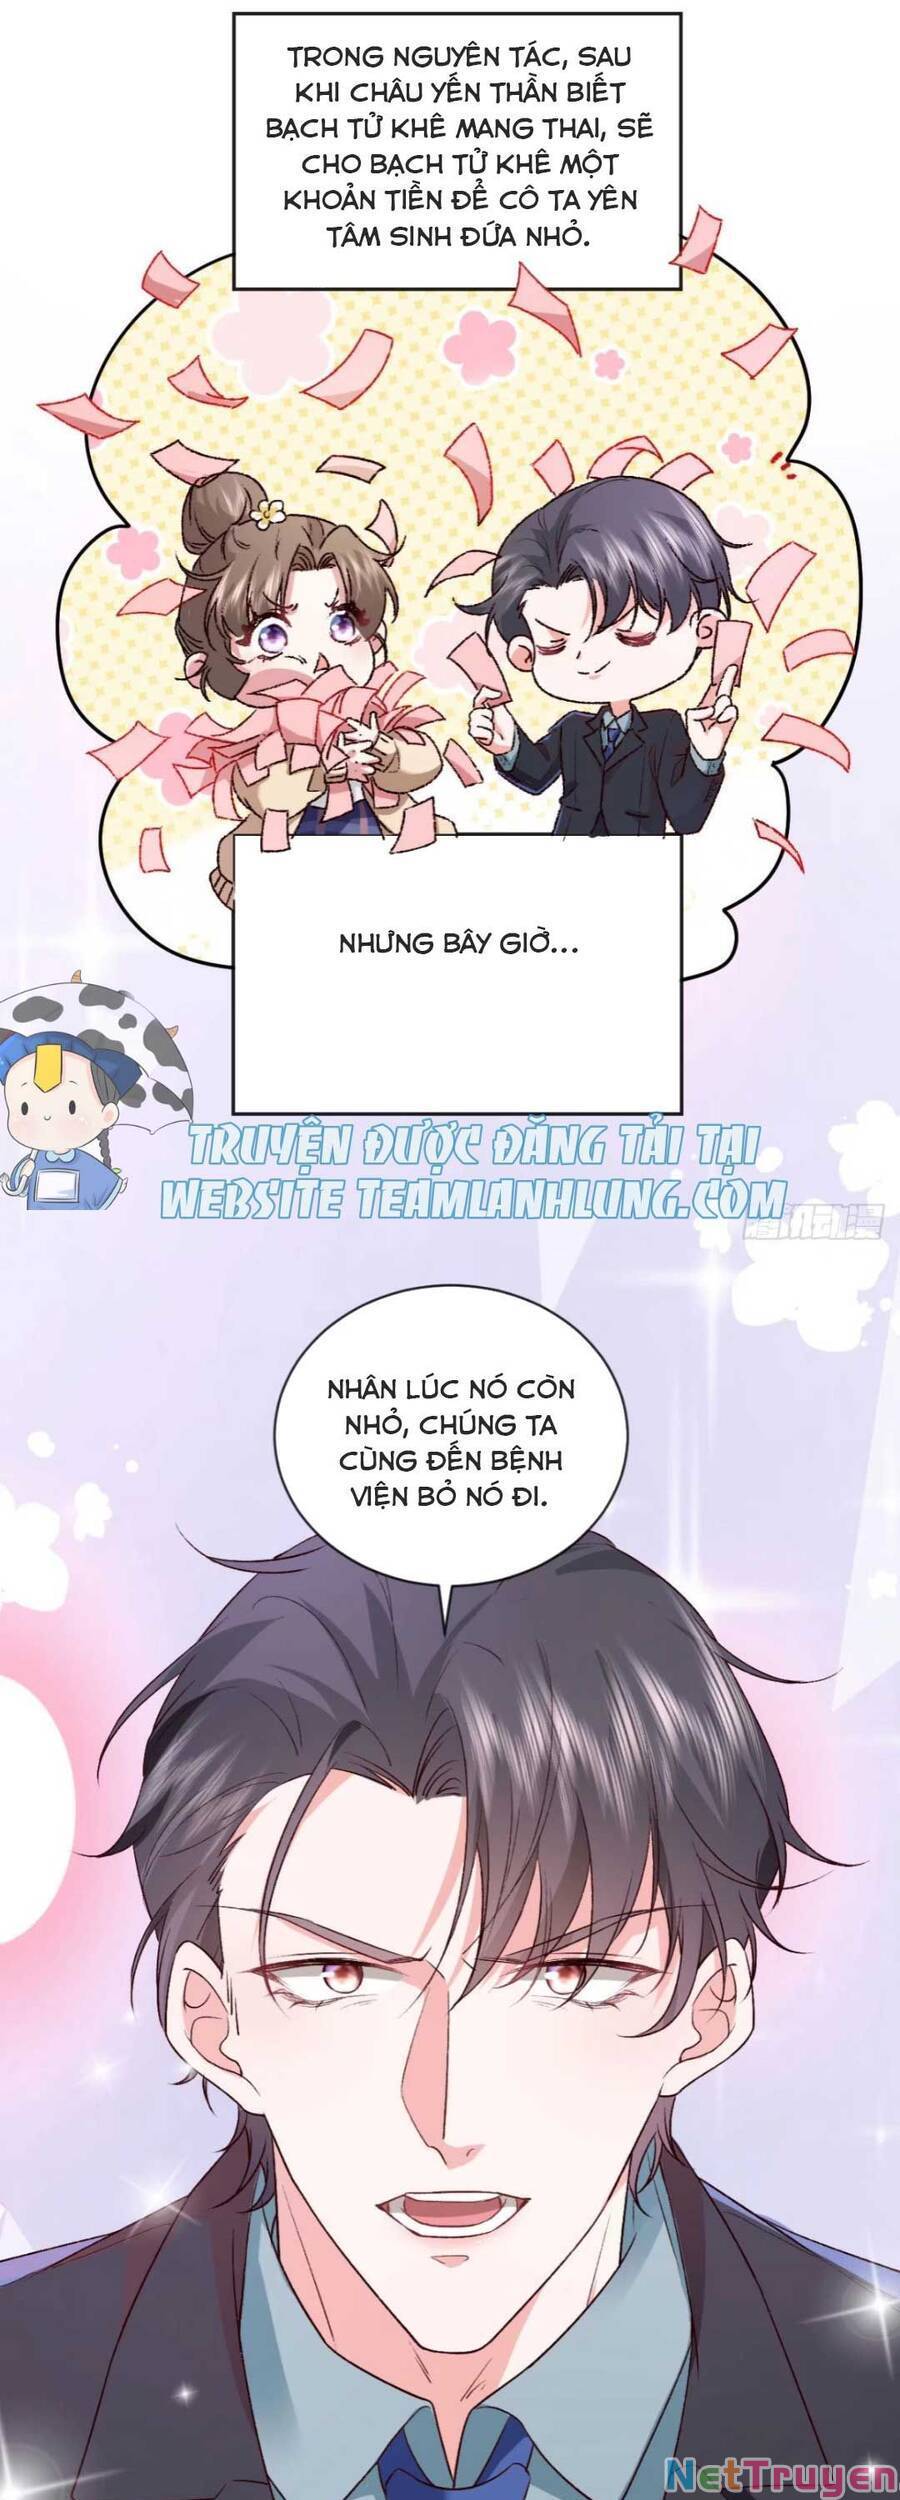 TRONG NGUYÊN TÁC, SAU
KHI CHÂU YẾN THẦN BIẾT
BẠCH TỬ KHÊ MANG THAI, SẼ
CHO BẠCH TỬ KHÊ MỘT
KHOẢN TIỀN ĐỂ CÔ TA YÊN
TÂM SINH ĐỨA NHỎ.
NHƯNG BÂY GIỜ...
TRUYỆN ĐƯỢC ĐĂNG TẢI TẠI
WEBSITE TEAMLANHLUNG.COM
NHÂN LÚC NÓ CÒN
NHỎ, CHÚNG TA
CÙNG ĐẾN BỆNH
VIỆN BỎ NÓ ĐI.
NetTruyen